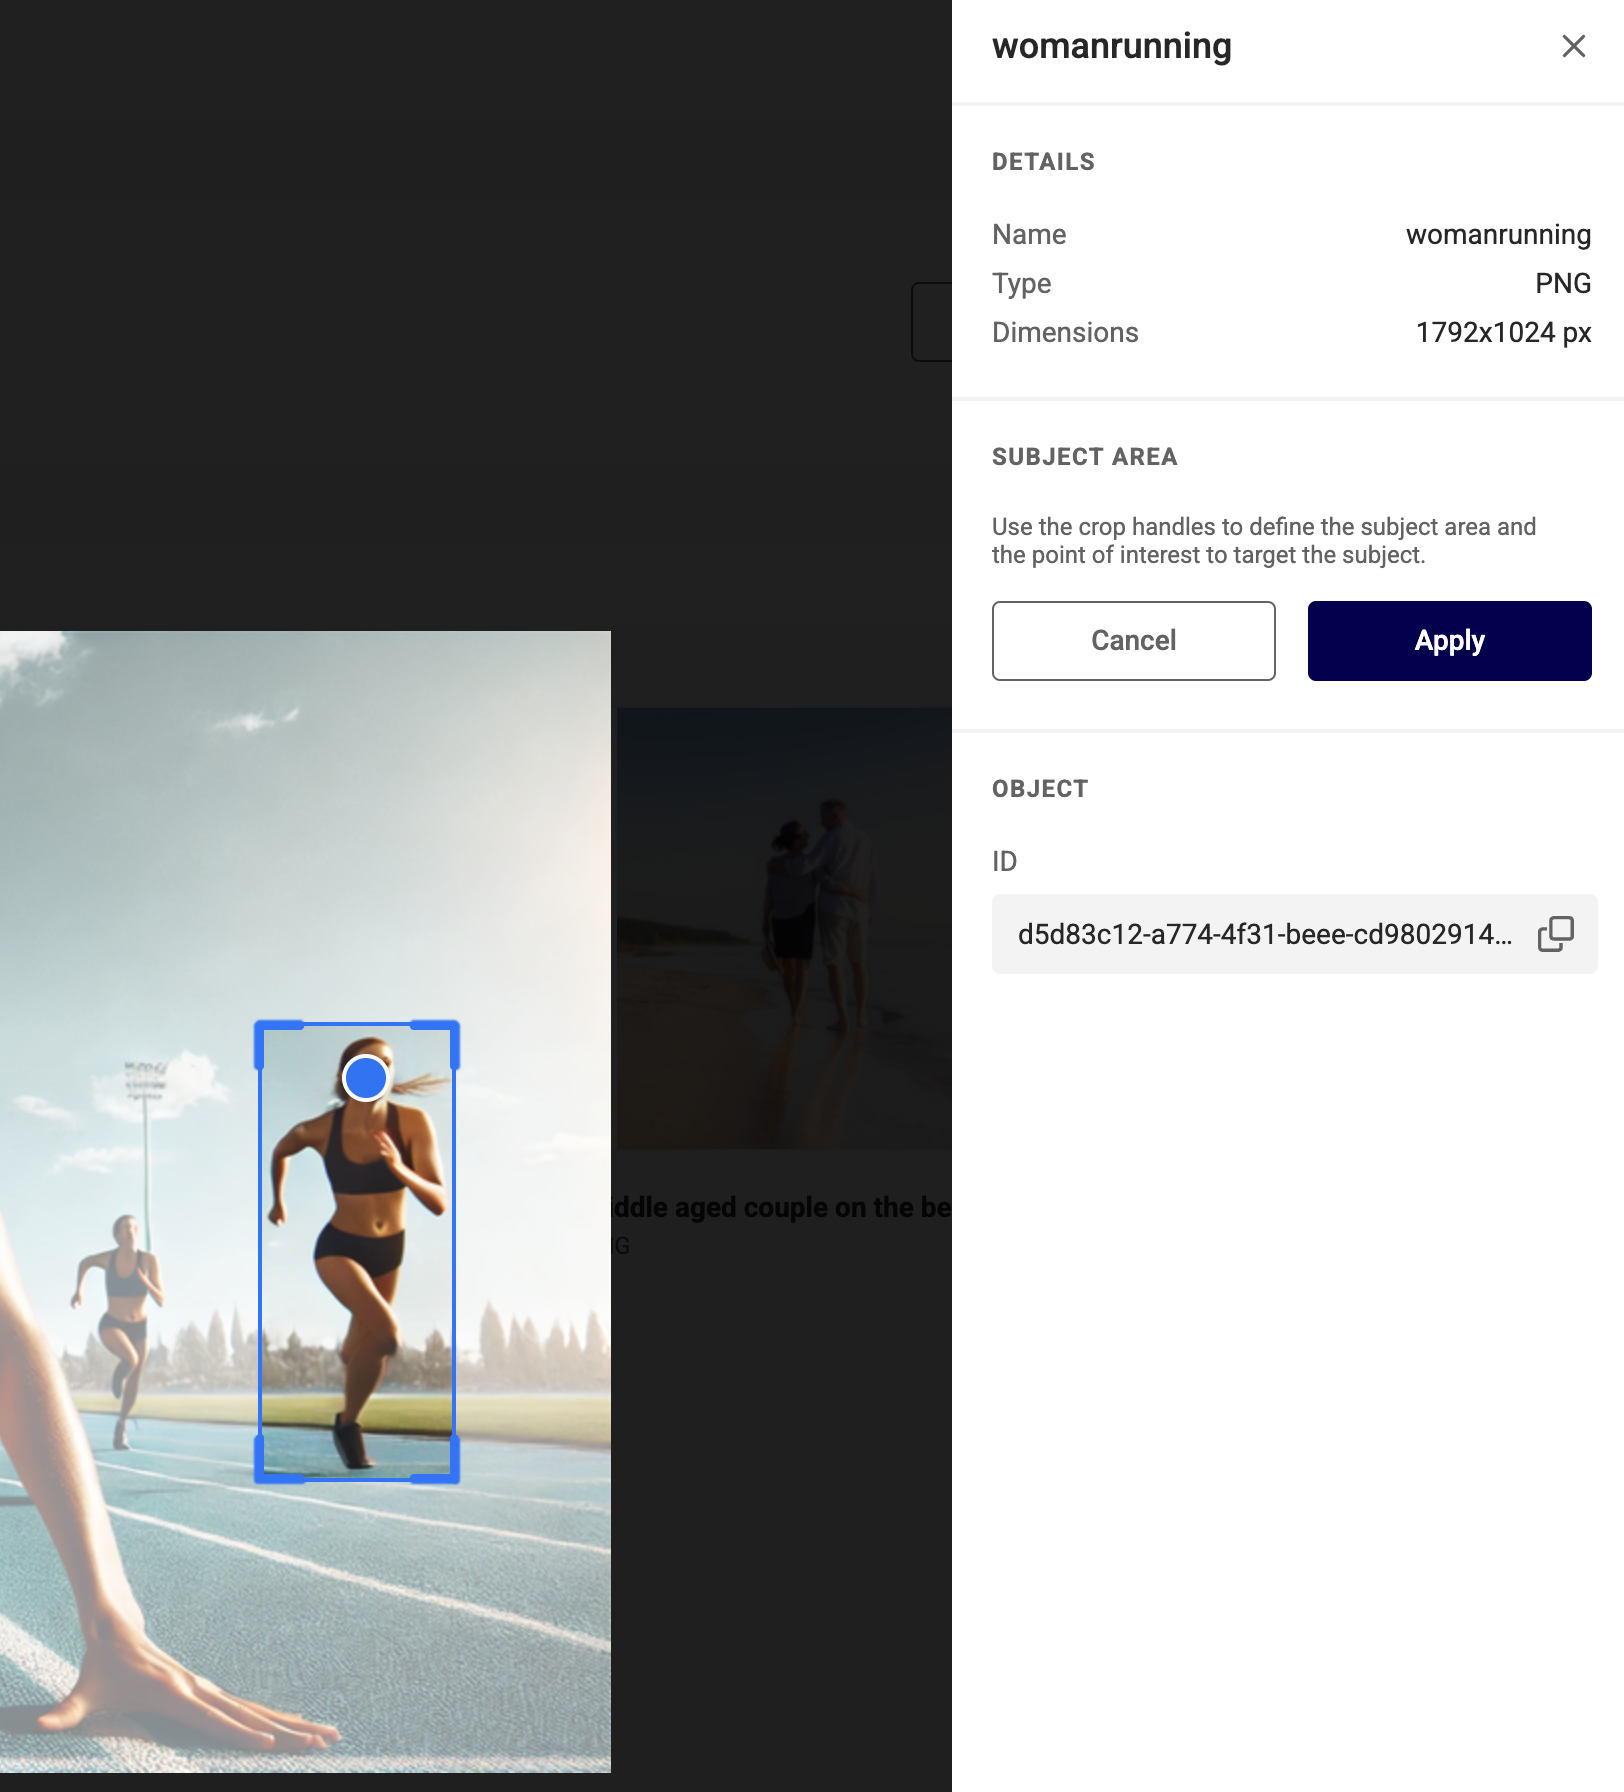 womanrunning
DETAILS
Name womanrunning
Type PNG
Dimensions 1792x1024 px
SUBJECT AREA
Use the crop handles to define the subject area and
the point of interest to target the subject.
Cancel Apply
OBJECT
ID
d5d83c12-a774-4f31-beee-cd9802914...
ddle aged couple on the be
G